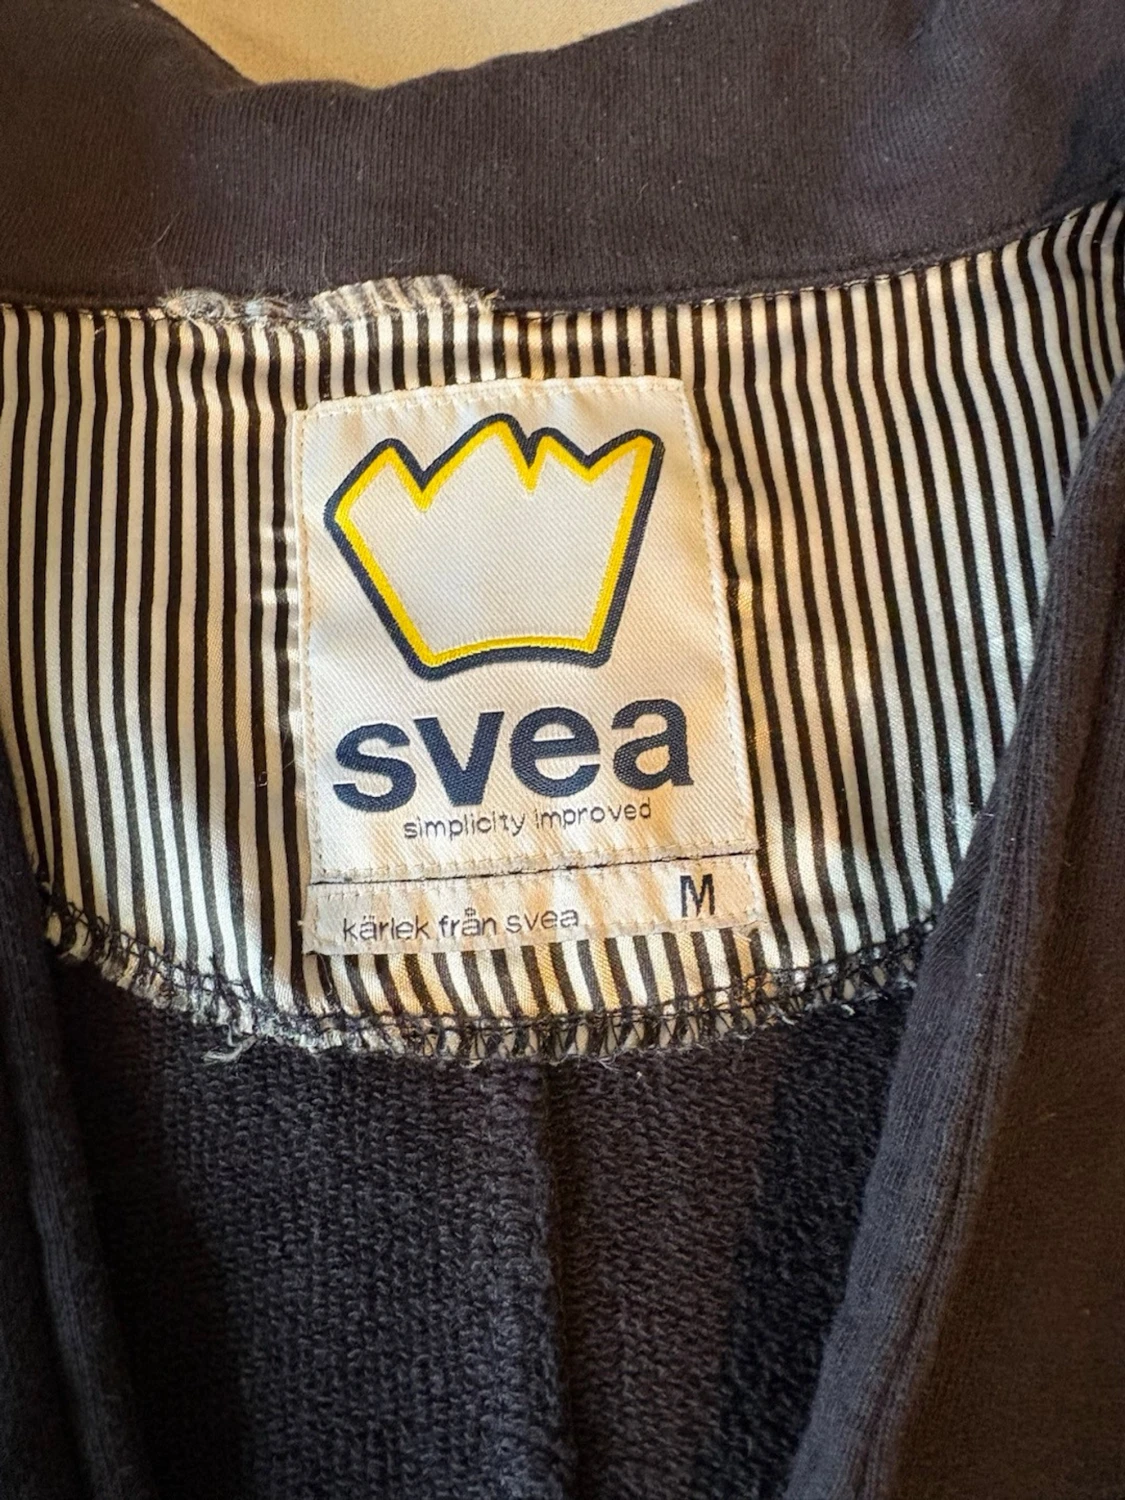 svea
simplicity improved
M
kärlek från svea